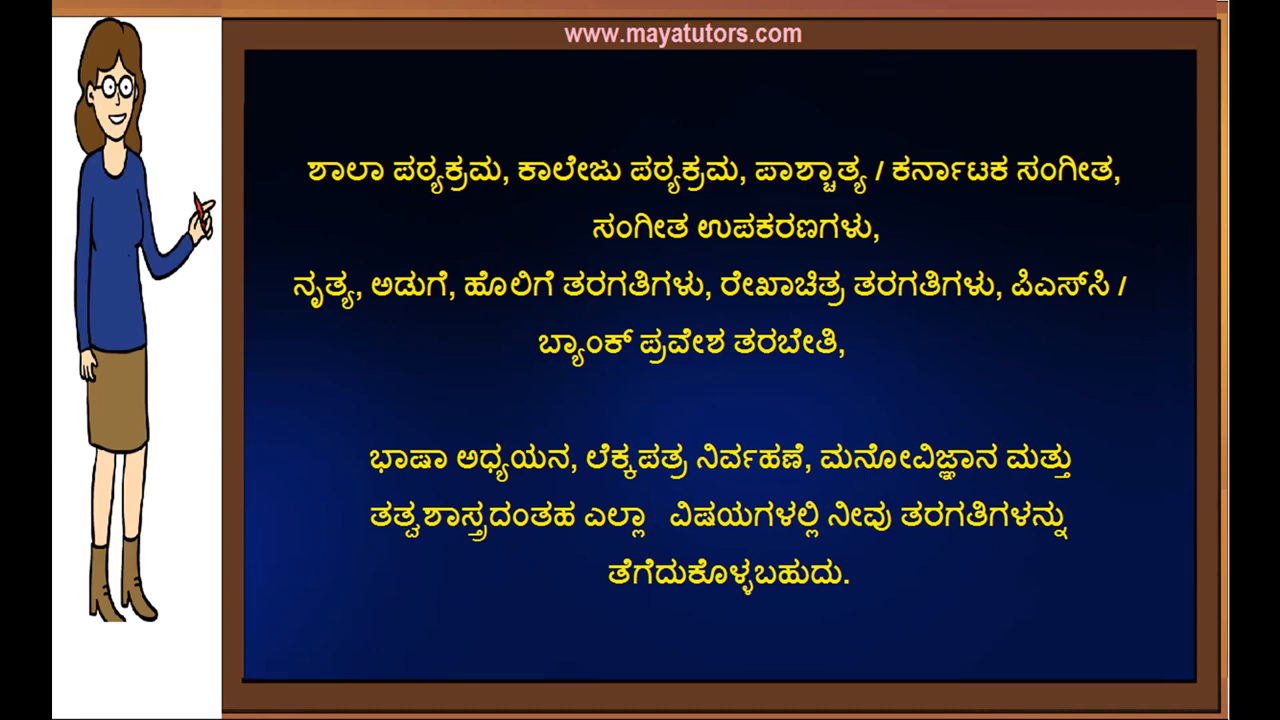 www.mayatutors.com
ಶಾಲಾ ಪಠ್ಯಕ್ರಮ, ಕಾಲೇಜು ಪಠ್ಯಕ್ರಮ, ಪಾಶ್ಚಾತ್ಯ / ಕರ್ನಾಟಕ ಸಂಗೀತ,
ಸಂಗೀತ ಉಪಕರಣಗಳು,
ನೃತ್ಯ, ಅಡುಗೆ, ಹೊಲಿಗೆ ತರಗತಿಗಳು, ರೇಖಾಚಿತ್ರ ತರಗತಿಗಳು, ಪಿಎಸ್‌ಸಿ /
ಬ್ಯಾಂಕ್ ಪ್ರವೇಶ ತರಬೇತಿ,
ಭಾಷಾ ಅಧ್ಯಯನ, ಲೆಕ್ಕಪತ್ರ ನಿರ್ವಹಣೆ, ಮನೋವಿಜ್ಞಾನ ಮತ್ತು
ತತ್ವಶಾಸ್ತ್ರದಂತಹ ಎಲ್ಲಾ ವಿಷಯಗಳಲ್ಲಿ ನೀವು ತರಗತಿಗಳನ್ನು
ತೆಗೆದುಕೊಳ್ಳಬಹುದು.